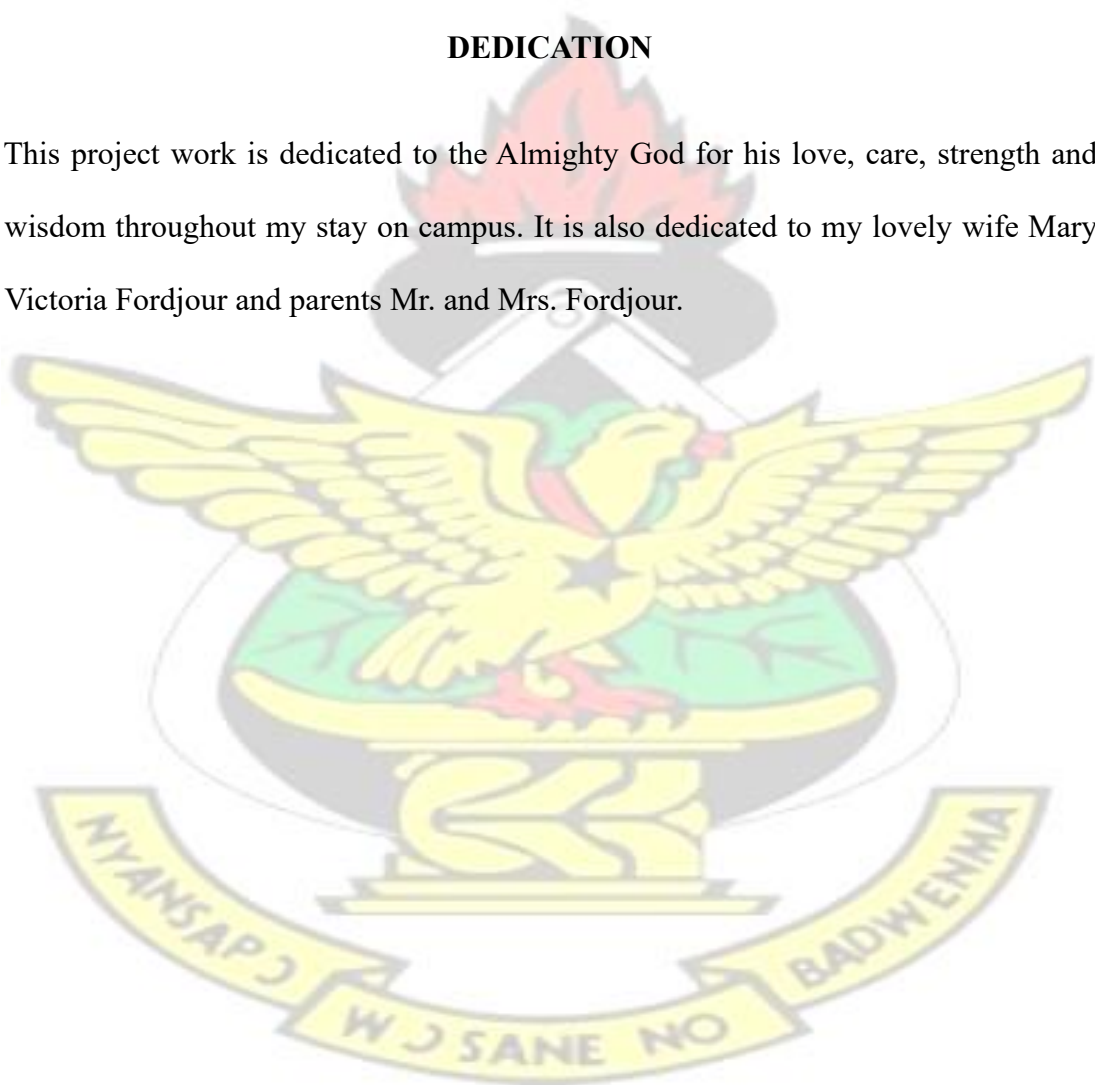 DEDICATION
This project work is dedicated to the Almighty God for his love, care, strength and
wisdom throughout my stay on campus. It is also dedicated to my lovely wife Mary
Victoria Fordjour and parents Mr. and Mrs. Fordjour.
NYANSAPƆ
WƆSANE NO
BADWENMA